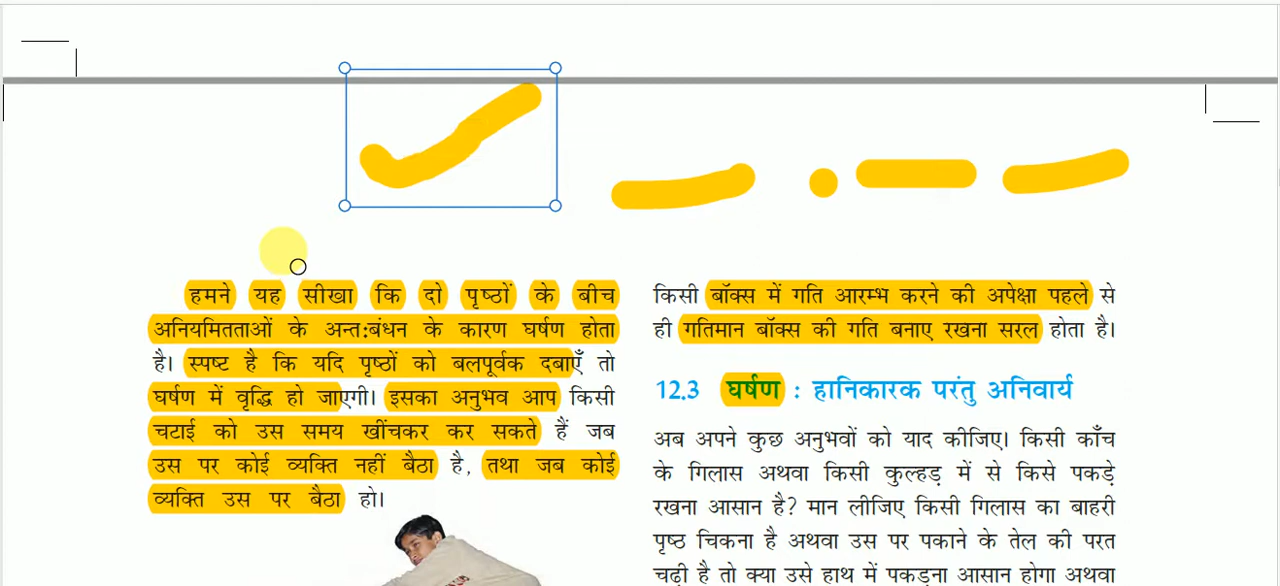 हमने यह सीखा कि दो पृष्ठों के बीच
अनियमितताओं के अन्तःबंधन के कारण घर्षण होता
है। स्पष्ट है कि यदि पृष्ठों को बलपूर्वक दबाएँ तो
घर्षण में वृद्धि हो जाएगी। इसका अनुभव आप किसी
चटाई को उस समय खींचकर कर सकते हैं जब
उस पर कोई व्यक्ति नहीं बैठा है, तथा जब कोई
व्यक्ति उस पर बैठा हो।
किसी बॉक्स में गति आरम्भ करने की अपेक्षा पहले से
ही गतिमान बॉक्स की गति बनाए रखना सरल होता है।
12.3 घर्षण : हानिकारक परंतु अनिवार्य
अब अपने कुछ अनुभवों को याद कीजिए। किसी काँच
के गिलास अथवा किसी कुल्हड़ में से किसे पकड़े
रखना आसान है? मान लीजिए किसी गिलास का बाहरी
पृष्ठ चिकना है अथवा उस पर पकाने के तेल की परत
चढ़ी है तो क्या उसे हाथ में पकड़ना आसान होगा अथवा